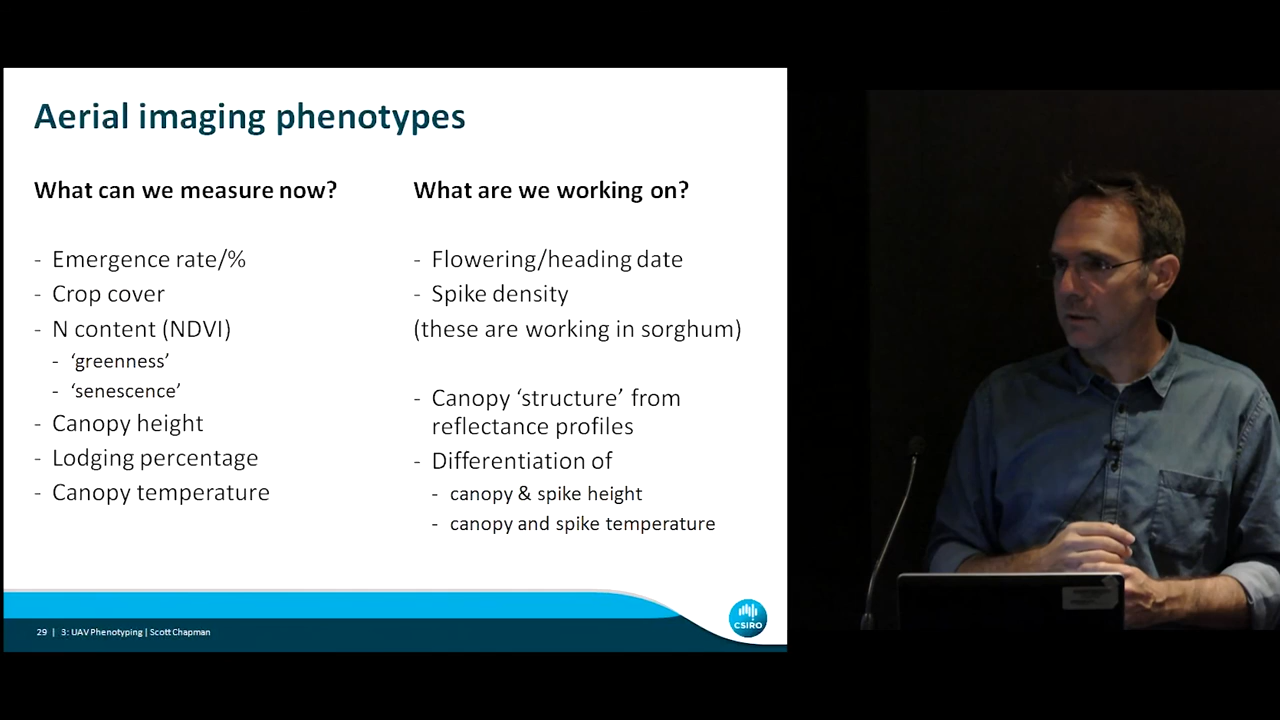 Aerial imaging phenotypes
What can we measure now?
- Emergence rate/%
- Crop cover
- N content (NDVI)
- ‘greenness’
- ‘senescence’
- Canopy height
- Lodging percentage
- Canopy temperature
What are we working on?
- Flowering/heading date
- Spike density
(these are working in sorghum)
- Canopy ‘structure’ from
reflectance profiles
- Differentiation of
- canopy & spike height
- canopy and spike temperature
29 | 3: UAV Phenotyping | Scott Chapman
CSIRO